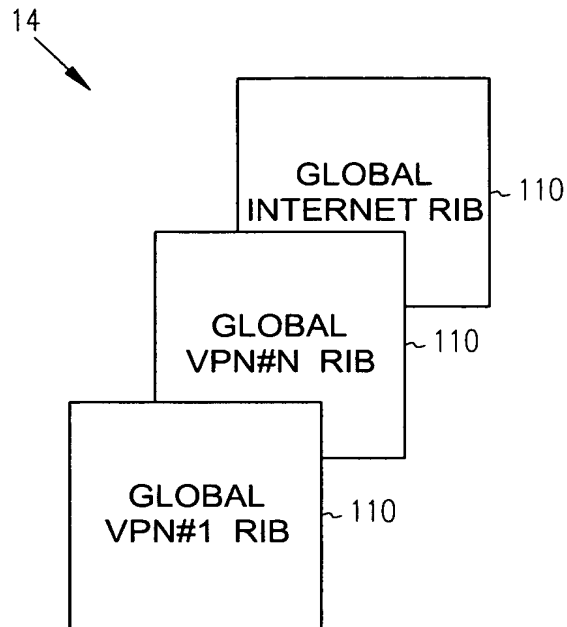 14
GLOBAL
INTERNET RIB
110
GLOBAL
VPN#N RIB
110
GLOBAL
VPN#1 RIB
110